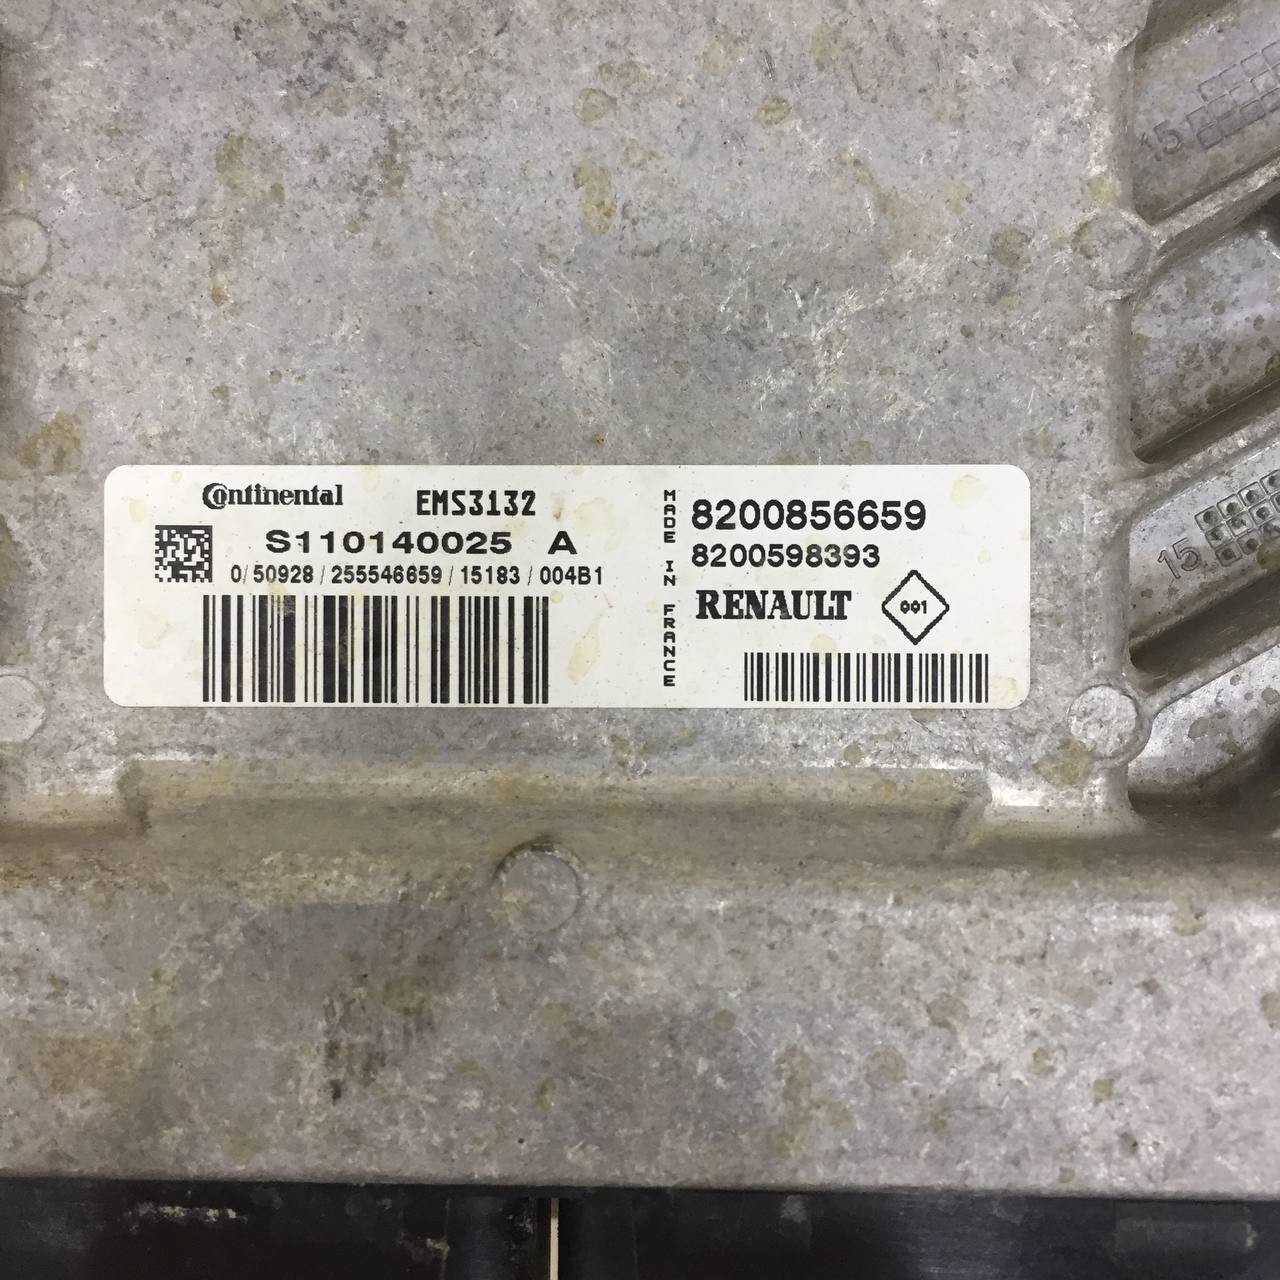 Continental EMS3132
S110140025 A
0/50928/255546659/15183/004B1
MADE IN FRANCE
8200856659
8200598393
RENAULT 001
15
15